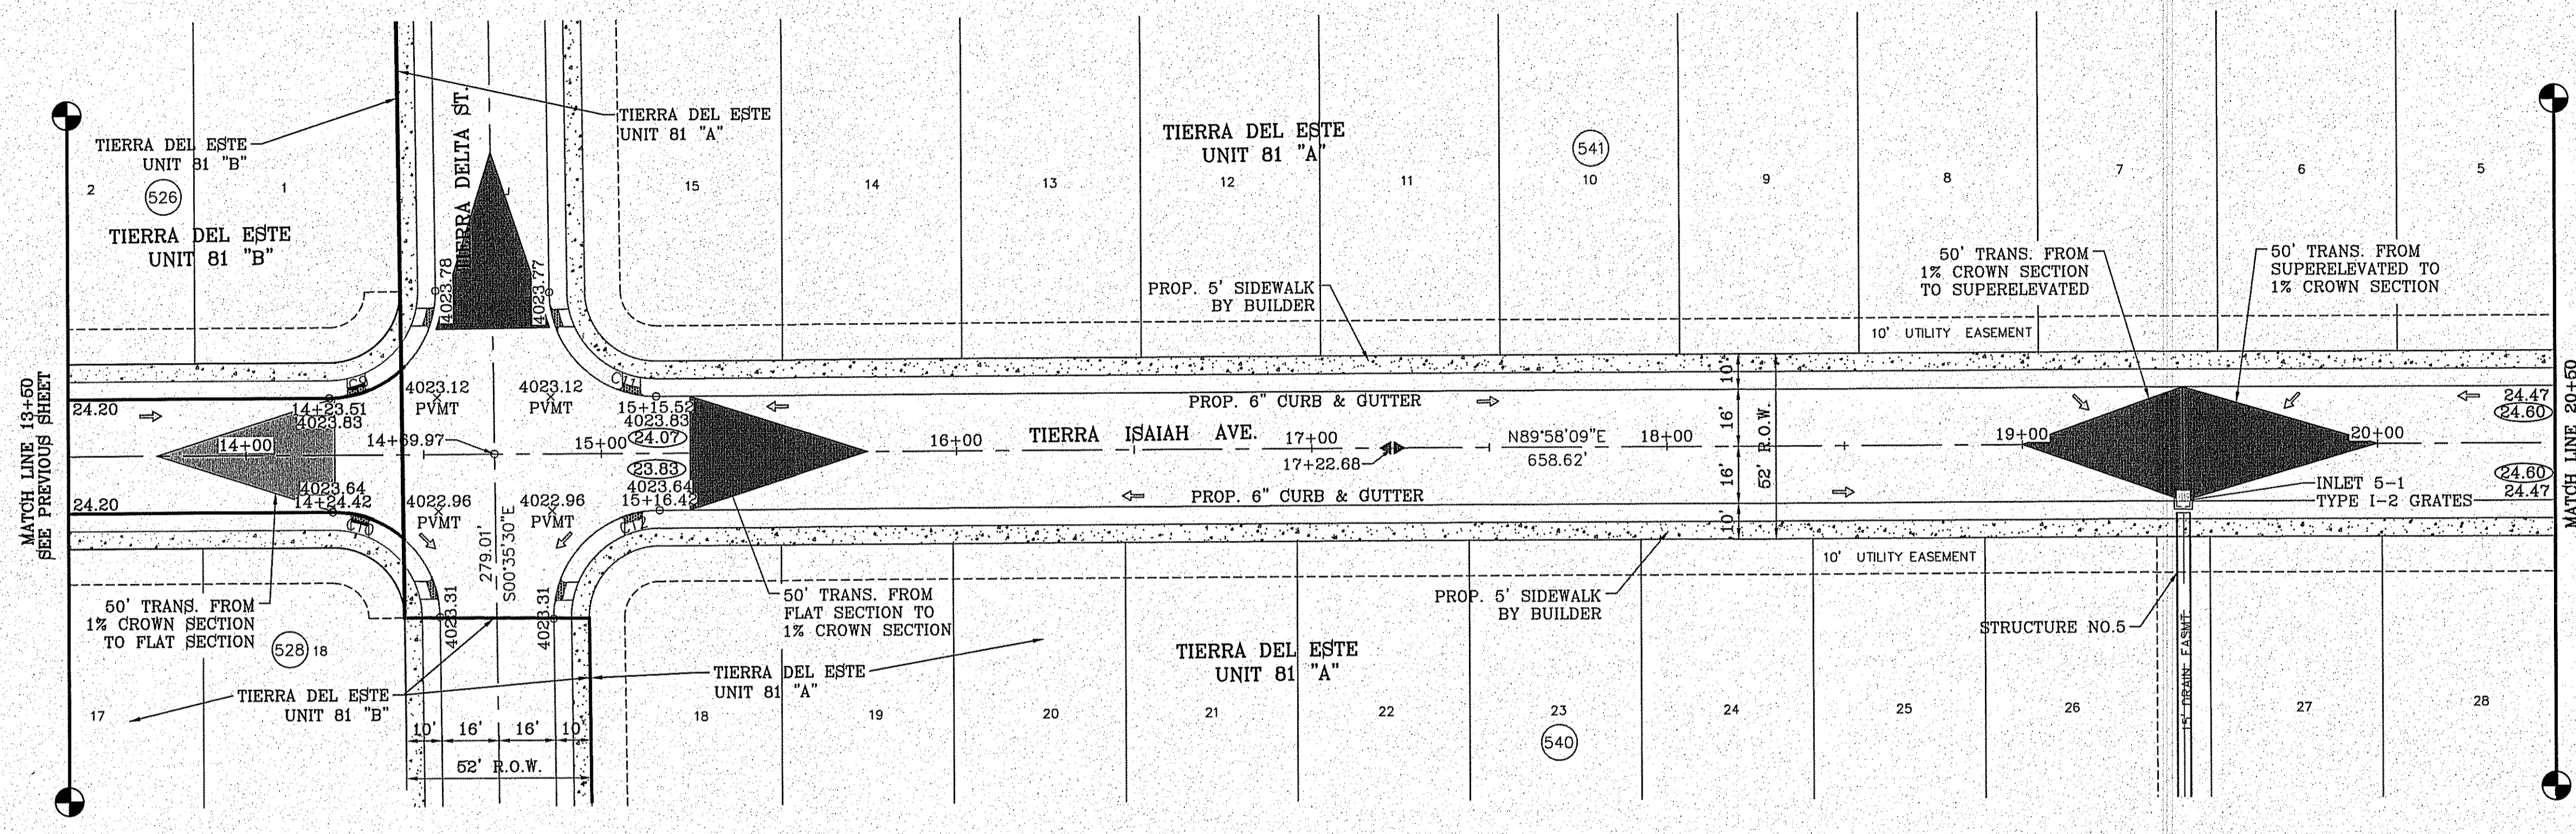 MATCH LINE 13+50
SEE PREVIOUS SHEET
TIERRA DEL ESTE
UNIT 81 "B"
2
526
1
TIERRA DEL ESTE
UNIT 81 "B"
TIERRA DELTA ST.
TIERRA DEL ESTE
UNIT 81 "A"
TIERRA DEL ESTE
UNIT 81 "A"
541
15
14
13
12
11
10
9
8
7
6
5
4023.78
4023.77
PROP. 5' SIDEWALK
BY BUILDER
50' TRANS. FROM
1% CROWN SECTION
TO SUPERELEVATED
50' TRANS. FROM
SUPERELEVATED TO
1% CROWN SECTION
10' UTILITY EASEMENT
24.20
C9
14+23.51
4023.83
4023.12
PVMT
4023.12
PVMT
C11
15+15.52
4023.83
24.07
PROP. 6" CURB & GUTTER
10'
16'
16'
10'
52' R.O.W.
24.47
24.60
14+00
14+69.97
15+00
16+00
TIERRA ISAIAH AVE.
17+00
17+22.68
N89°58'09"E
658.62'
18+00
19+00
20+00
24.20
4023.64
14+24.42
C10
4022.96
PVMT
4022.96
PVMT
23.83
4023.64
15+16.42
C12
PROP. 6" CURB & GUTTER
24.60
24.47
INLET 5-1
TYPE I-2 GRATES
MATCH LINE 20+50
279.01'
S00°35'30"E
4023.31
4023.31
10' UTILITY EASEMENT
50' TRANS. FROM
1% CROWN SECTION
TO FLAT SECTION
50' TRANS. FROM
FLAT SECTION TO
1% CROWN SECTION
PROP. 5' SIDEWALK
BY BUILDER
STRUCTURE NO.5
15' DRAIN EASMT
528
18
TIERRA DEL ESTE
UNIT 81 "B"
TIERRA DEL ESTE
UNIT 81 "A"
TIERRA DEL ESTE
UNIT 81 "A"
17
18
19
20
21
22
23
24
25
26
27
28
540
10'
16'
16'
10'
52' R.O.W.